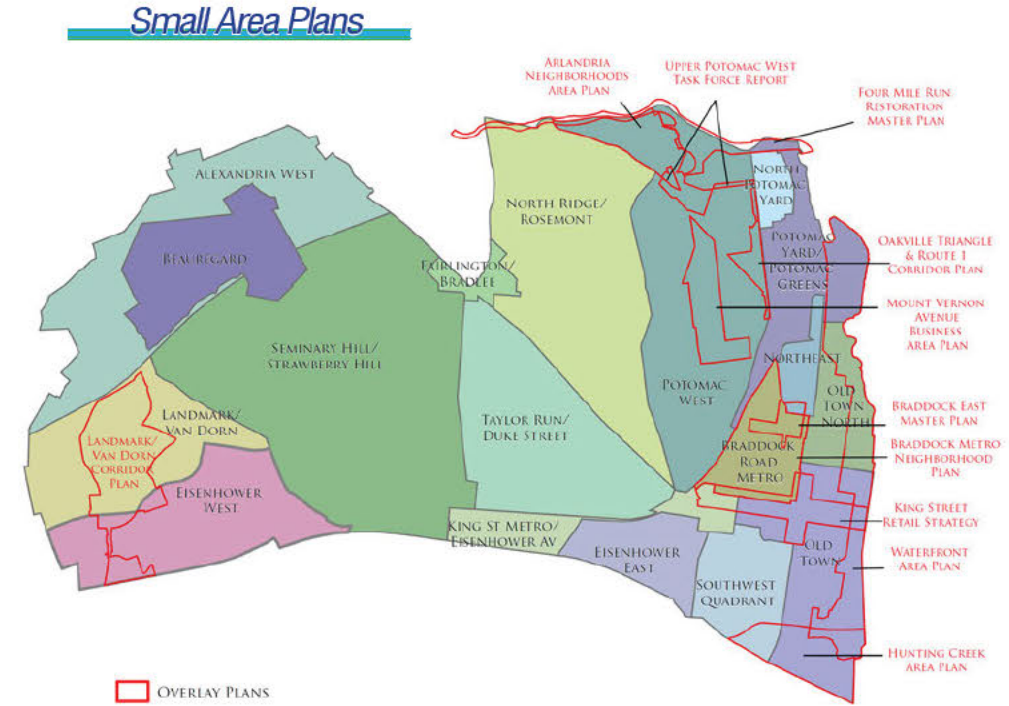 Small Area Plans
ARLANDRIA
NEIGHBORHOODS
AREA PLAN
UPPER POTOMAC WEST
TASK FORCE REPORT
FOUR MILE RUN
RESTORATION
MASTER PLAN
ALEXANDRIA WEST
NORTH
POTOMAC
YARD
NORTH RIDGE/
ROSEMONT
BEAUREGARD
POTOMAC
YARD/
POTOMAC
GREENS
OAKVILLE TRIANGLE
& ROUTE 1
CORRIDOR PLAN
FAIRLINGTON/
BRADLEE
MOUNT VERNON
AVENUE
BUSINESS
AREA PLAN
SEMINARY HILL/
STRAWBERRY HILL
NORTHEAST
POTOMAC
WEST
OLD
TOWN
NORTH
BRADDOCK EAST
MASTER PLAN
LANDMARK/
VAN DORN
TAYLOR RUN/
DUKE STREET
LANDMARK/
VAN DORN
CORRIDOR
PLAN
BRADDOCK
ROAD
METRO
BRADDOCK METRO
NEIGHBORHOOD
PLAN
EISENHOWER
WEST
KING STREET
RETAIL STRATEGY
KING ST METRO/
EISENHOWER AV
EISENHOWER
EAST
OLD
TOWN
WATERFRONT
AREA PLAN
SOUTHWEST
QUADRANT
HUNTING CREEK
AREA PLAN
OVERLAY PLANS